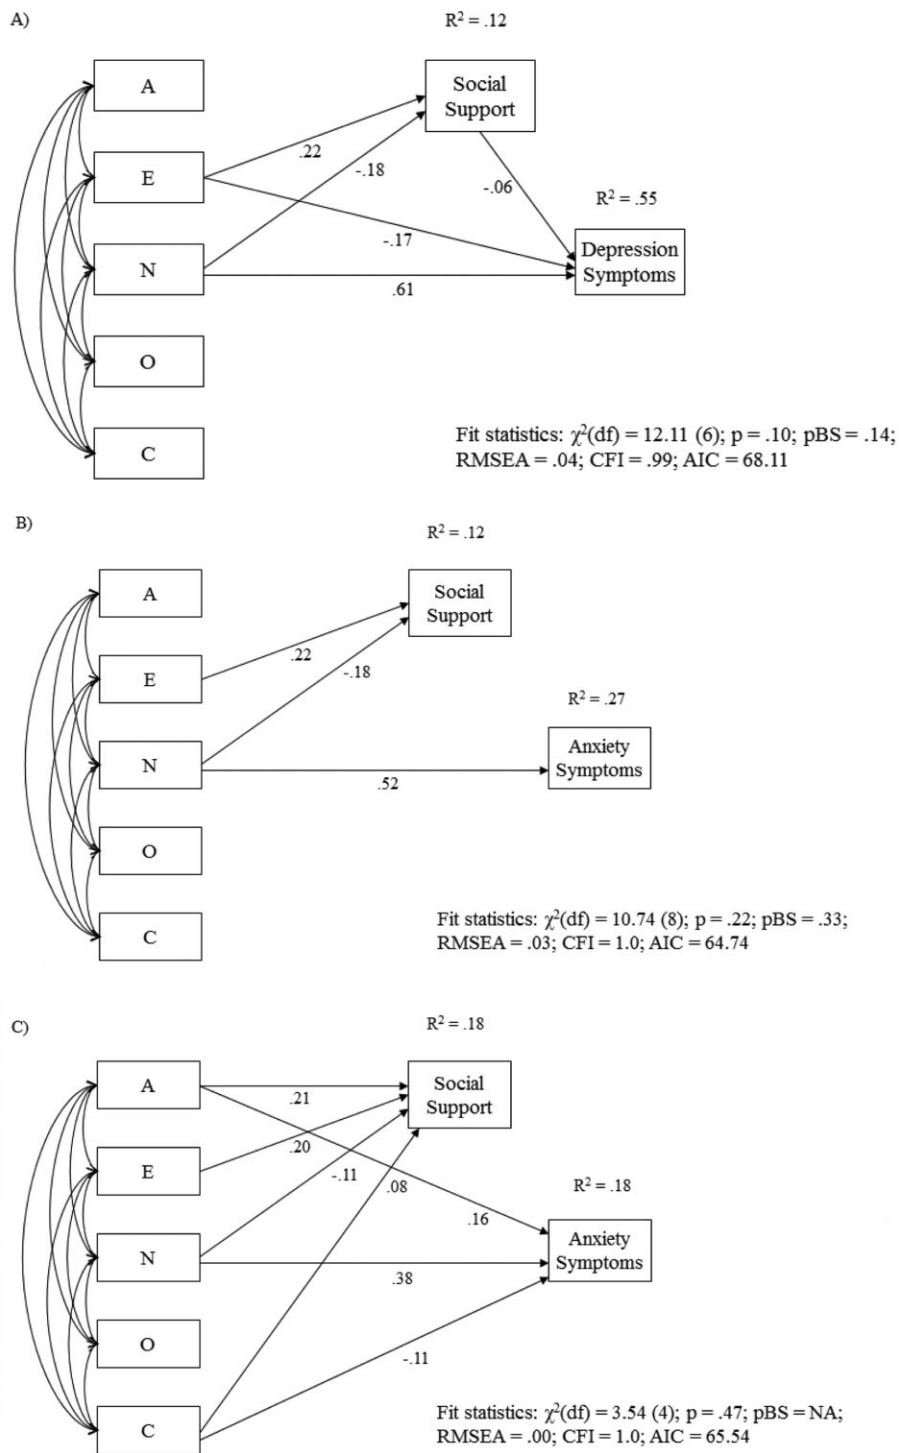 A)
R² = .12
A
Social
Support
.22
E
-.18
-.06
R² = .55
-.17
Depression
Symptoms
N
.61
O
C
Fit statistics: χ²(df) = 12.11 (6); p = .10; pBS = .14;
RMSEA = .04; CFI = .99; AIC = 68.11
B)
R² = .12
A
Social
Support
.22
E
-.18
R² = .27
N
Anxiety
Symptoms
.52
O
C
Fit statistics: χ²(df) = 10.74 (8); p = .22; pBS = .33;
RMSEA = .03; CFI = 1.0; AIC = 64.74
C)
R² = .18
A
Social
Support
.21
.20
E
-.11
.08
R² = .18
.16
N
Anxiety
Symptoms
.38
O
-.11
C
Fit statistics: χ²(df) = 3.54 (4); p = .47; pBS = NA;
RMSEA = .00; CFI = 1.0; AIC = 65.54